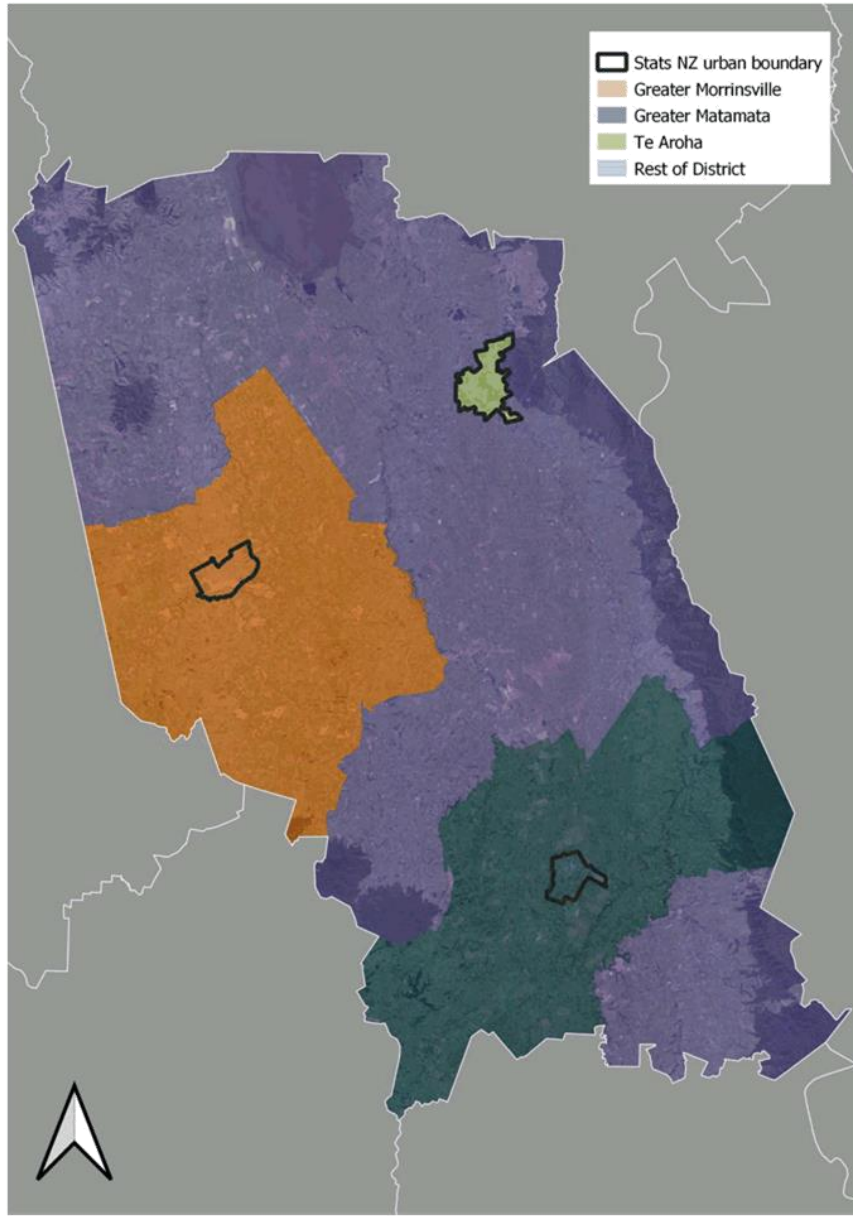 Stats NZ urban boundary
Greater Morrinsville
Greater Matamata
Te Aroha
Rest of District